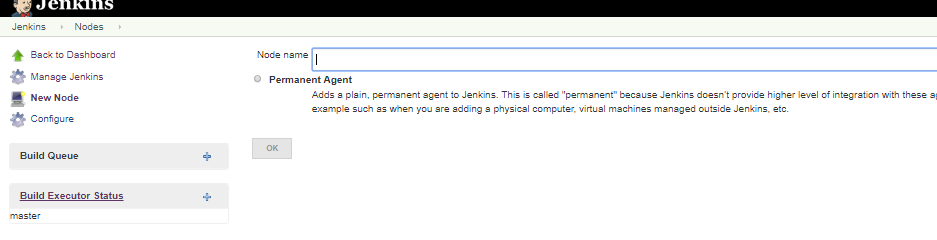 Jenkins
Jenkins
Nodes
Back to Dashboard
Manage Jenkins
New Node
Configure
Build Queue
Build Executor Status
master
Node name
Permanent Agent
Adds a plain, permanent agent to Jenkins. This is called "permanent" because Jenkins doesn't provide higher level of integration with these
example such as when you are adding a physical computer, virtual machines managed outside Jenkins, etc.
OK